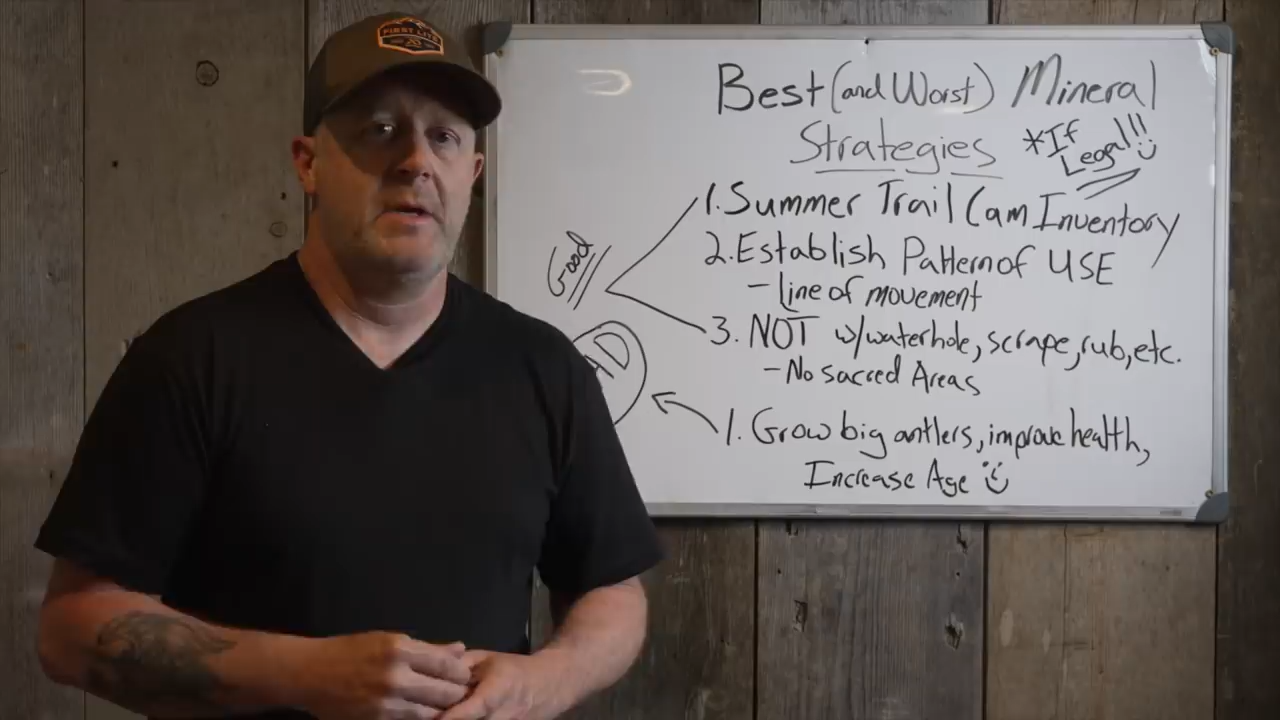 FIRST LITE
Best (and Worst) Mineral
Strategies
*If
Legal!!
1. Summer Trail Cam Inventory
2. Establish Pattern of USE
- Line of movement
Good
3. NOT w/waterhole, scrape, rub, etc.
- No sacred Areas
1. Grow big antlers, improve health,
Increase Age